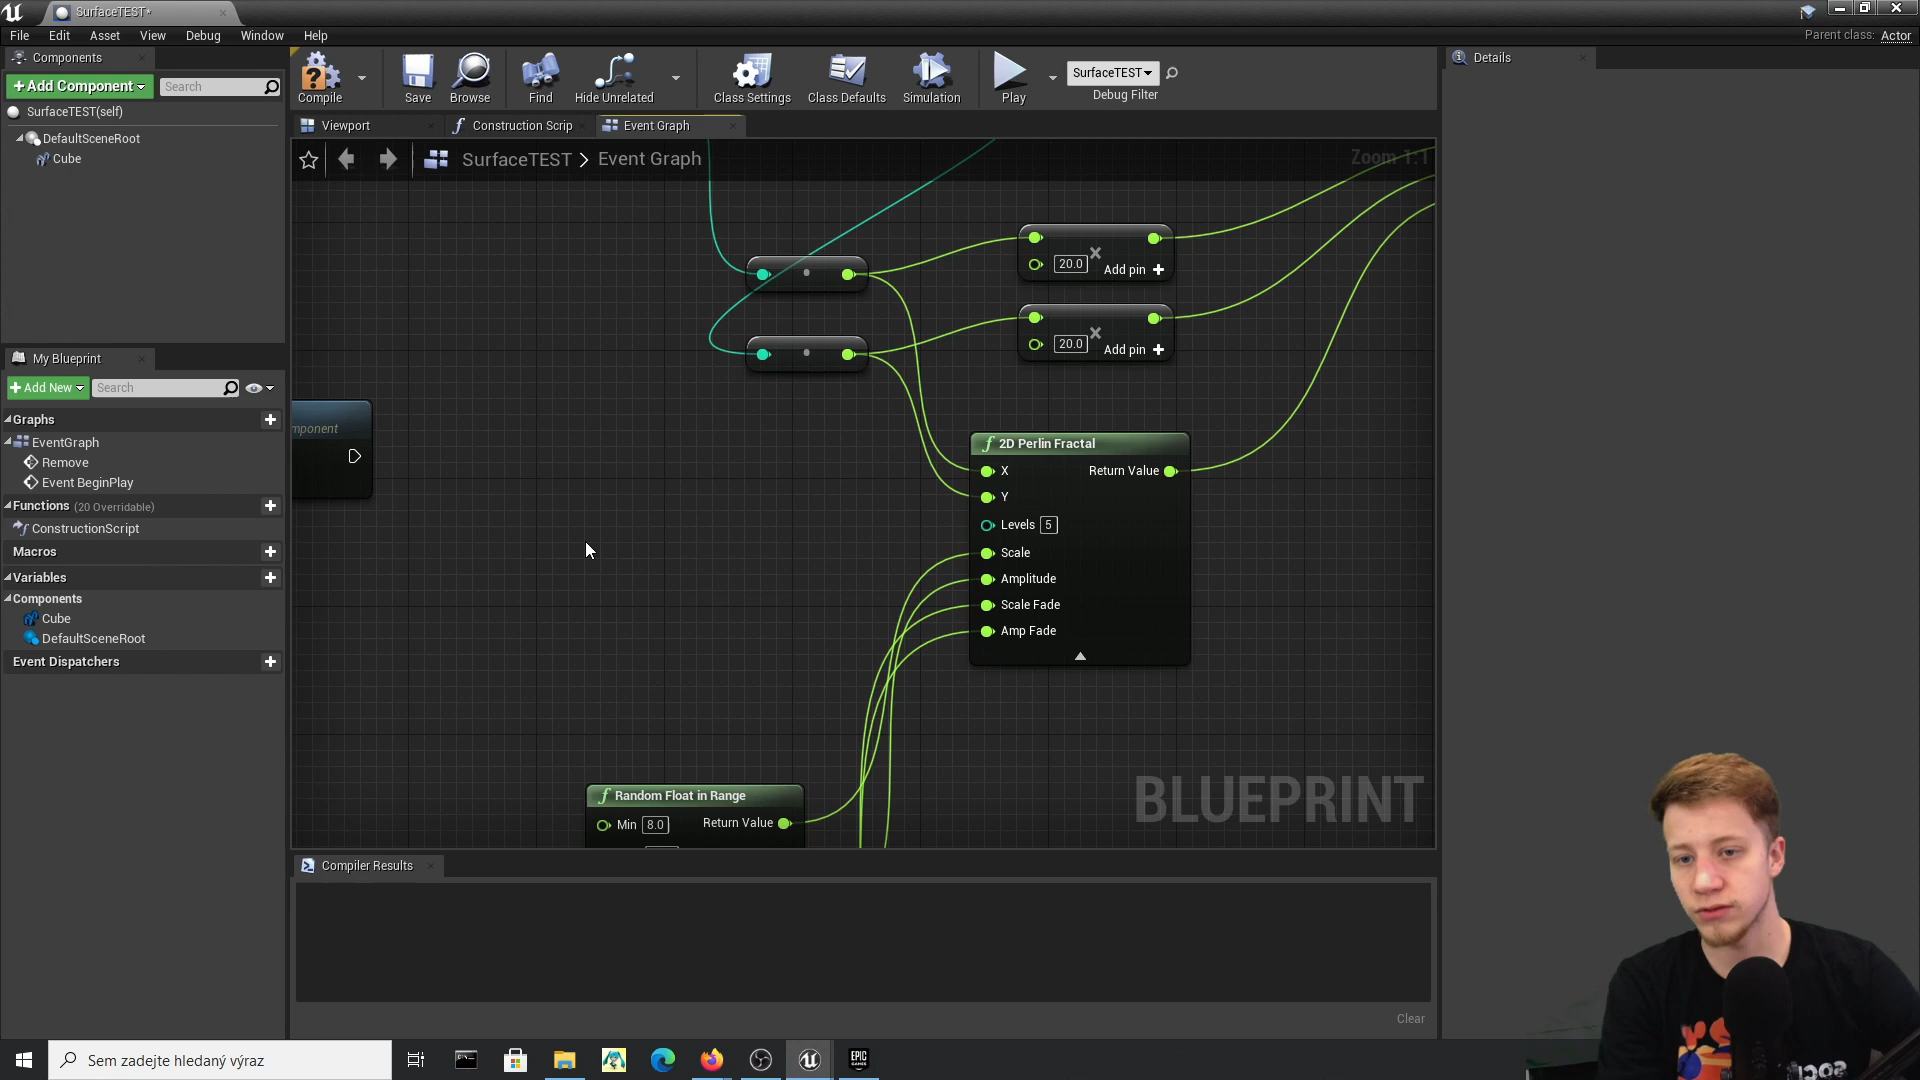 SurfaceTEST*
File Edit Asset View Debug Window Help
Parent class: Actor
Components
+Add Component
Search
SurfaceTEST(self)
DefaultSceneRoot
Cube
My Blueprint
+Add New
Search
Graphs
EventGraph
Remove
Event BeginPlay
Functions (20 Overridable)
ConstructionScript
Macros
Variables
Components
Cube
DefaultSceneRoot
Event Dispatchers
Compile
Save
Browse
Find
Hide Unrelated
Class Settings
Class Defaults
Simulation
Play
SurfaceTEST
Debug Filter
Viewport
Construction Scrip
Event Graph
SurfaceTEST > Event Graph
Zoom 1:1
20.0
Add pin +
20.0
Add pin +
mponent
f 2D Perlin Fractal
X Return Value
Y
Levels 5
Scale
Amplitude
Scale Fade
Amp Fade
f Random Float in Range
Min 8.0 Return Value
BLUEPRINT
Compiler Results
Clear
Details
Sem zadejte hledaný výraz
EPIC
GAMES